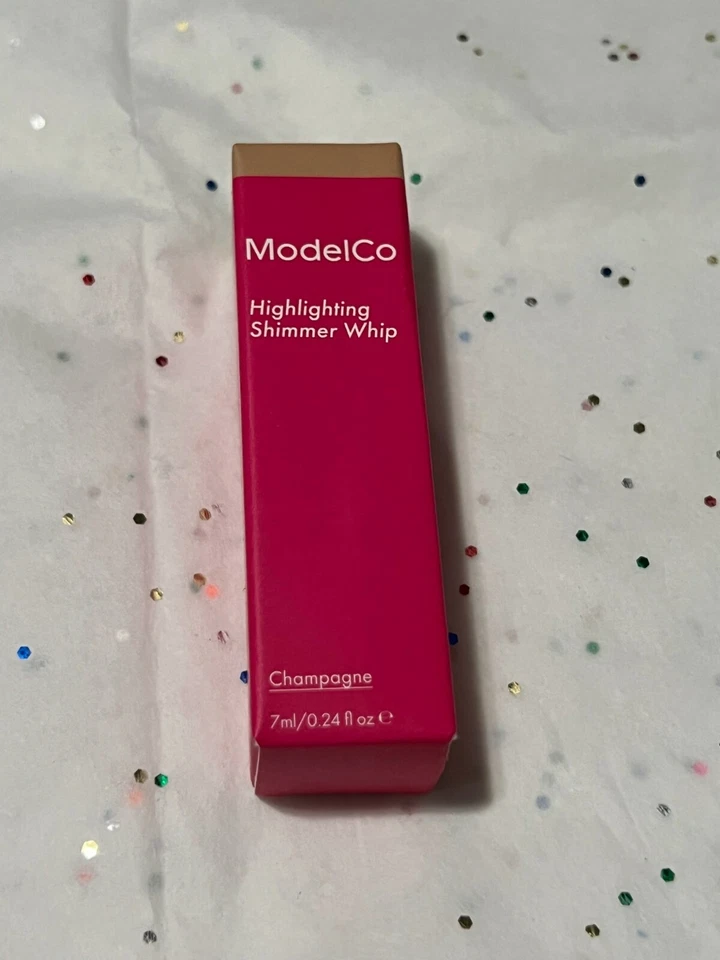 ModelCo
Highlighting
Shimmer Whip
Champagne
7ml/0.24 fl oz ℮